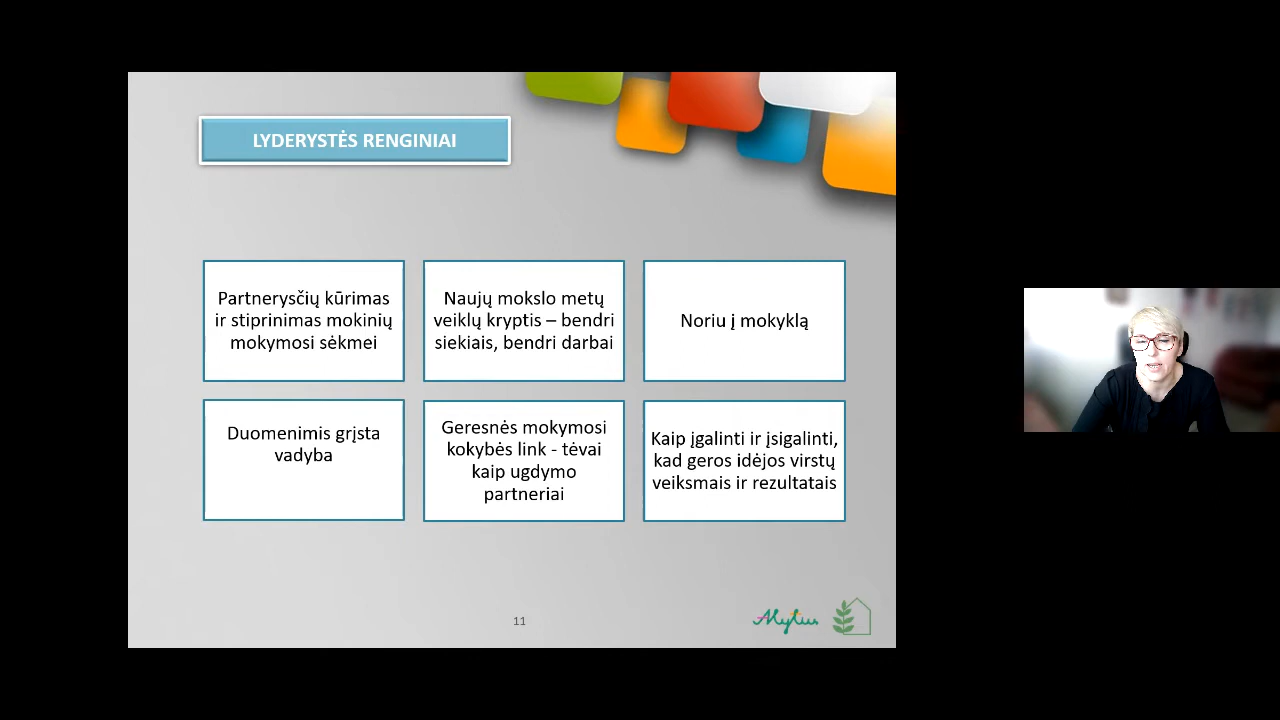 LYDERYSTĖS RENGINIAI
Partnerysčių kūrimas
ir stiprinimas mokinių
mokymosi sėkmei
Naujų mokslo metų
veiklų kryptis – bendri
siekiais, bendri darbai
Noriu į mokyklą
Duomenimis grįsta
vadyba
Geresnės mokymosi
kokybės link - tėvai
kaip ugdymo
partneriai
Kaip įgalinti ir įsigalinti,
kad geros idėjos virstų
veiksmais ir rezultatais
11
Alytus